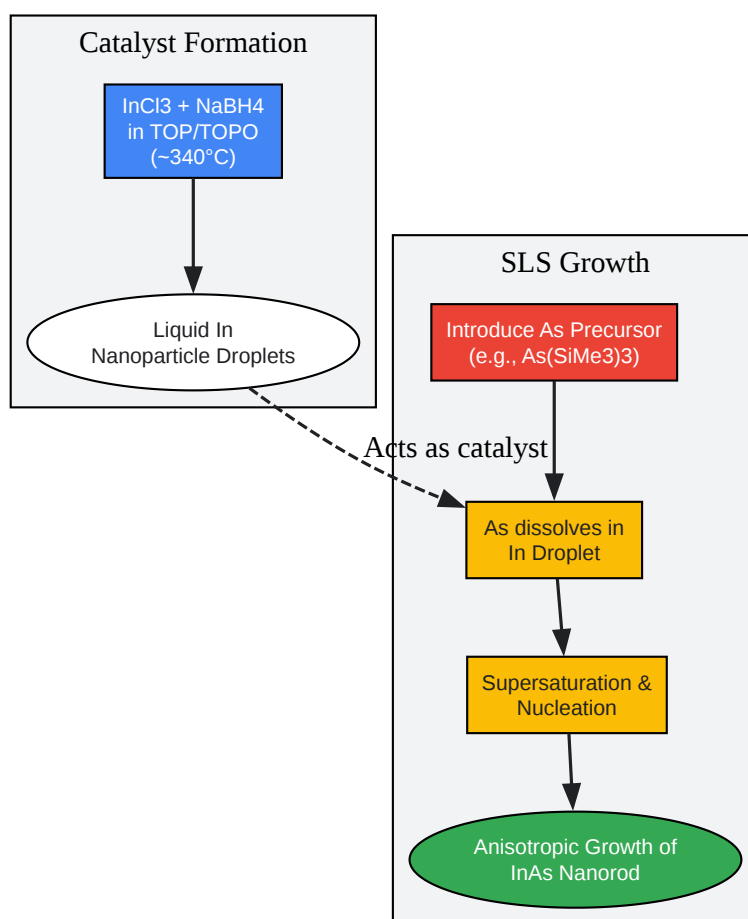 Catalyst Formation
InCl3 + NaBH4
in TOP/TOPO
(~340°C)
Liquid In
Nanoparticle Droplets
SLS Growth
Introduce As Precursor
(e.g., As(SiMe3)3)
Acts as catalyst
As dissolves in
In Droplet
Supersaturation &
Nucleation
Anisotropic Growth of
InAs Nanorod